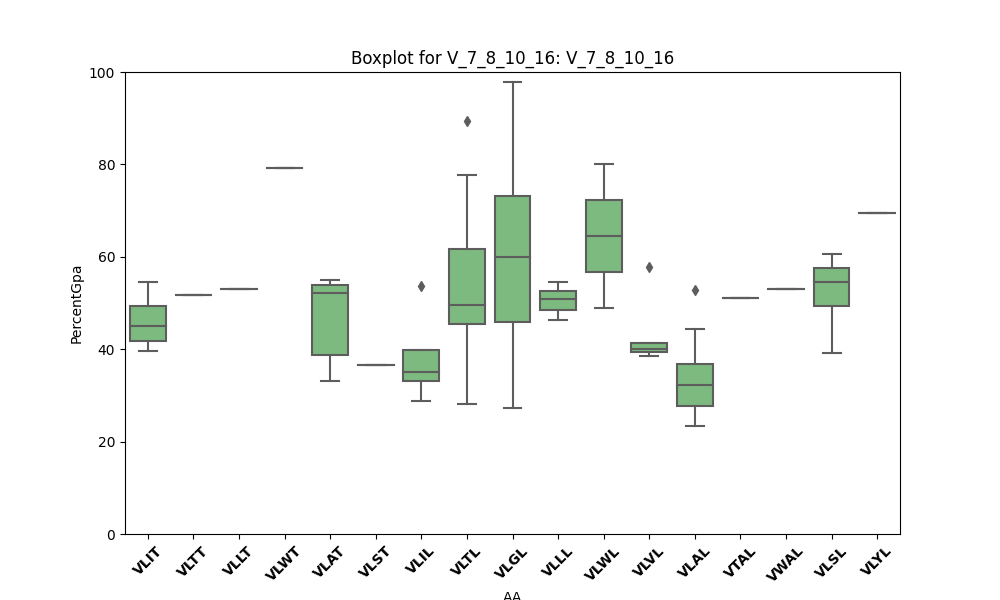 Boxplot for V_7_8_10_16: V_7_8_10_16
100
80
60
40
20
0
PercentGpa
VLIT VLTT VLLT VLWT VLAT VLST VLIL VLTL VLGL VLLL VLWL VLVL VLAL VTAL VWAL VLSL VLYL
AA